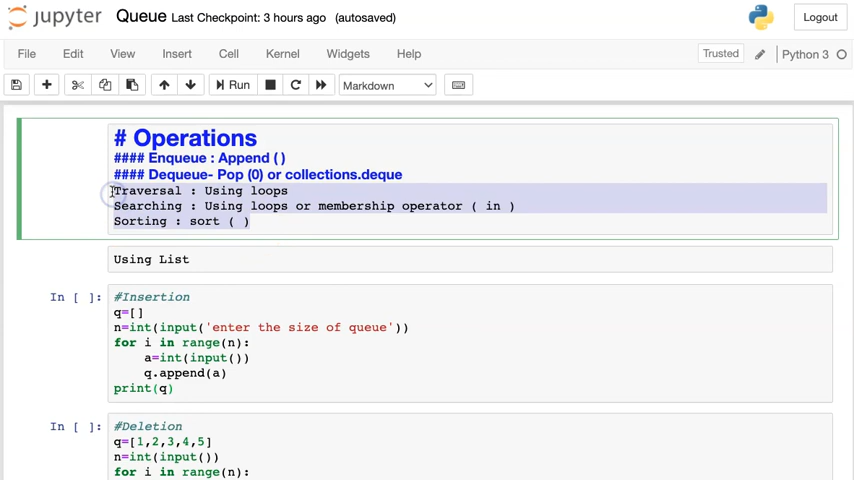 jupyter Queue Last Checkpoint: 3 hours ago (autosaved) Logout
File Edit View Insert Cell Kernel Widgets Help Trusted Python 3
Run Markdown
# Operations
#### Enqueue : Append ( )
#### Dequeue- Pop (0) or collections.deque
Traversal : Using loops
Searching : Using loops or membership operator ( in )
Sorting : sort ( )
Using List
In [ ]: #Insertion
q=[]
n=int(input('enter the size of queue'))
for i in range(n):
    a=int(input())
    q.append(a)
print(q)
In [ ]: #Deletion
q=[1,2,3,4,5]
n=int(input())
for i in range(n):